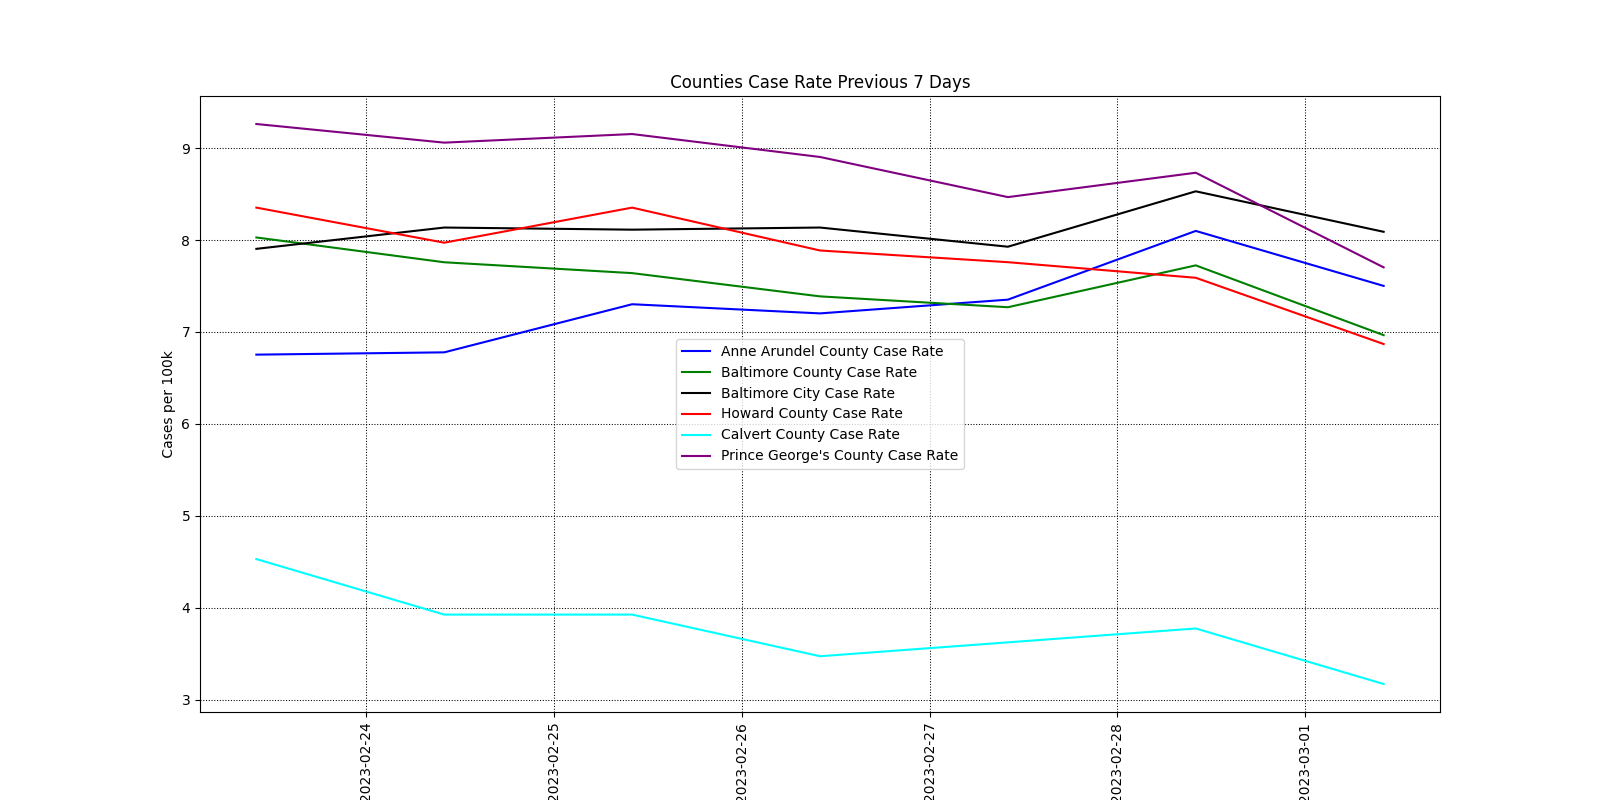 Counties Case Rate Previous 7 Days
Cases per 100k
9
8
7
6
5
4
3
Anne Arundel County Case Rate
Baltimore County Case Rate
Baltimore City Case Rate
Howard County Case Rate
Calvert County Case Rate
Prince George's County Case Rate
2023-02-24
2023-02-25
2023-02-26
2023-02-27
2023-02-28
2023-03-01